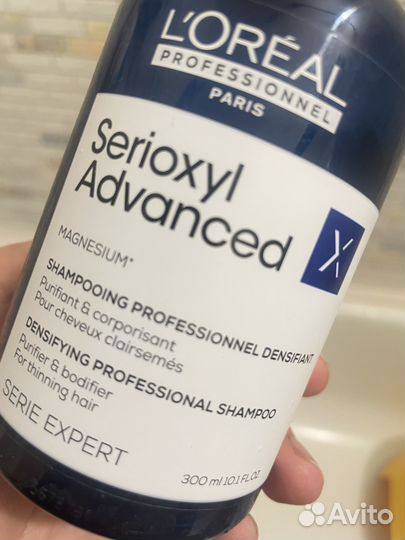 L'ORÉAL
PROFESSIONNEL
PARIS
Serioxyl
Advanced
X
MAGNESIUM*
SHAMPOOING PROFESSIONNEL DENSIFIANT
Purifiant & corporisant
Pour cheveux clairsemés
DENSIFYING PROFESSIONAL SHAMPOO
Purifier & bodifier
For thinning hair
SERIE EXPERT
300 ml 10.1 FL.OZ
Avito